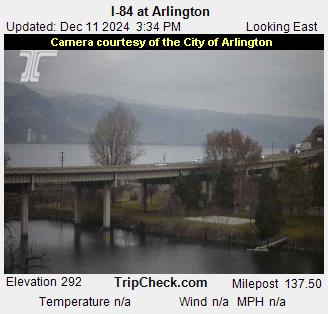 I-84 at Arlington
Updated: Dec 11 2024 3:34 PM Looking East
Camera courtesy of the City of Arlington
Elevation 292 TripCheck.com Milepost 137.50
Temperature n/a Wind n/a MPH n/a